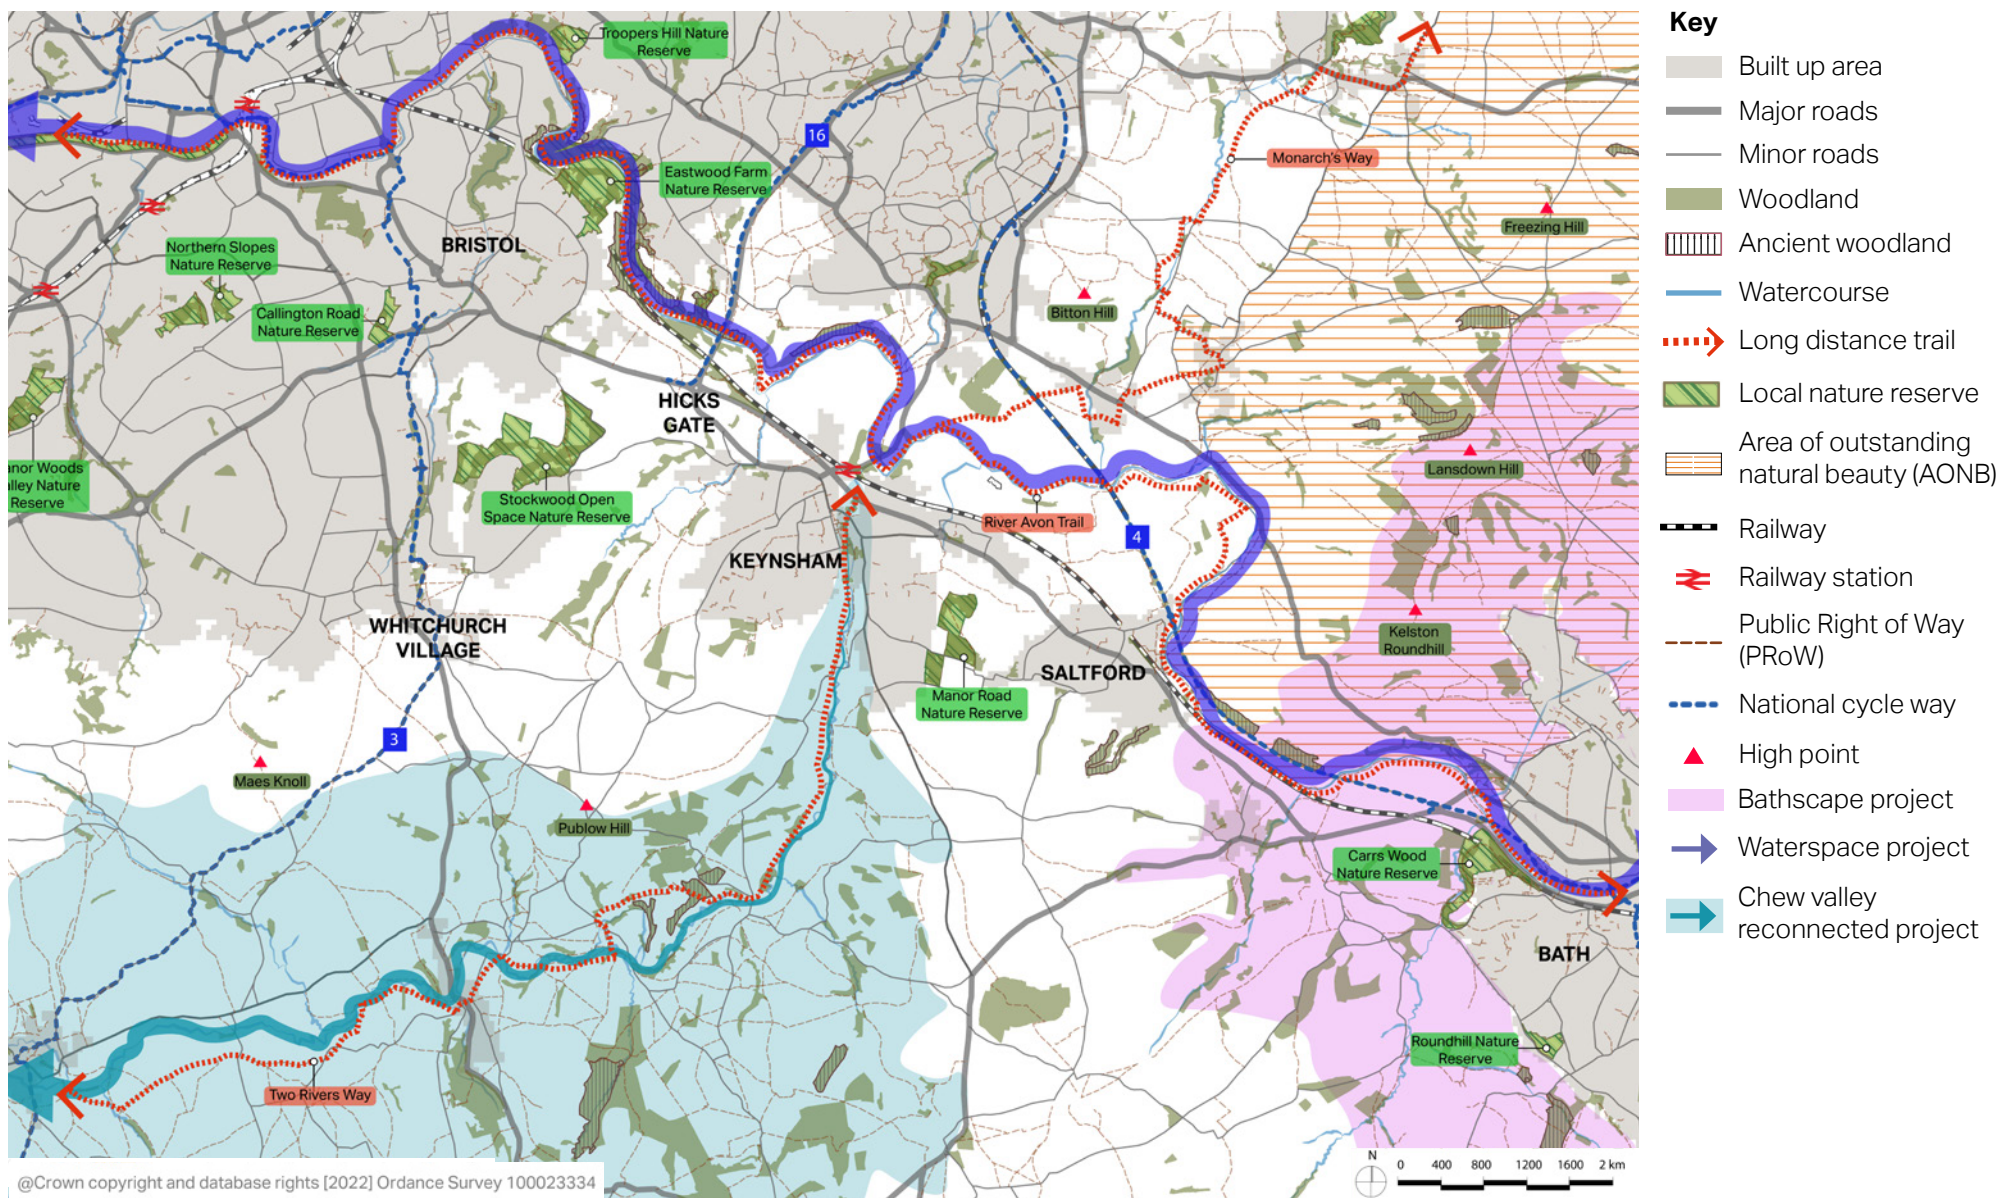 Troopers Hill Nature
Reserve
16
Eastwood Farm
Nature Reserve
Monarch's Way
Freezing Hill
BRISTOL
Northern Slopes
Nature Reserve
Callington Road
Nature Reserve
Bitton Hill
HICKS
GATE
anor Woods
alley Nature
Reserve
Stockwood Open
Space Nature Reserve
Lansdown Hill
River Avon Trail
4
KEYNSHAM
WHITCHURCH
VILLAGE
Kelston
Roundhill
SALTFORD
Manor Road
Nature Reserve
3
Maes Knoll
Publow Hill
Carrs Wood
Nature Reserve
BATH
Roundhill Nature
Reserve
Two Rivers Way
N
0 400 800 1200 1600 2 km
@Crown copyright and database rights [2022] Ordance Survey 100023334
Key
Built up area
Major roads
Minor roads
Woodland
Ancient woodland
Watercourse
Long distance trail
Local nature reserve
Area of outstanding
natural beauty (AONB)
Railway
Railway station
Public Right of Way
(PRoW)
National cycle way
High point
Bathscape project
Waterspace project
Chew valley
reconnected project